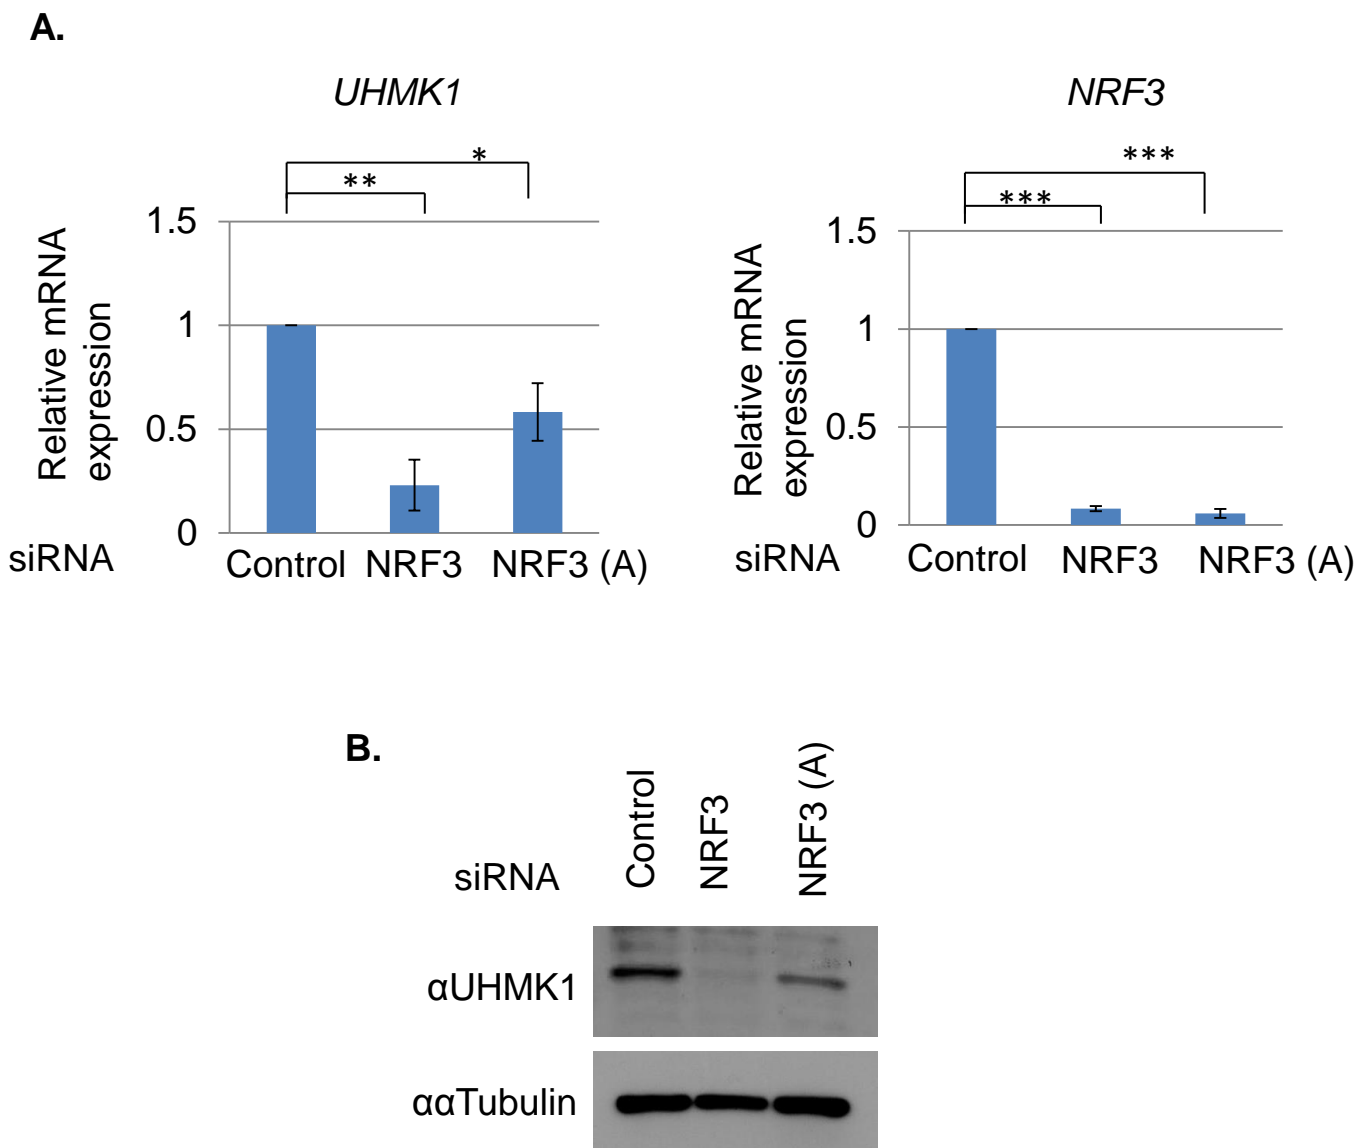 A.
UHMK1
*
**
Relative mRNA
expression
1.5
1
0.5
0
siRNA
Control NRF3 NRF3 (A)
NRF3
***
***
Relative mRNA
expression
1.5
1
0.5
0
siRNA
Control NRF3 NRF3 (A)
B.
siRNA
Control
NRF3
NRF3 (A)
αUHMK1
ααTubulin